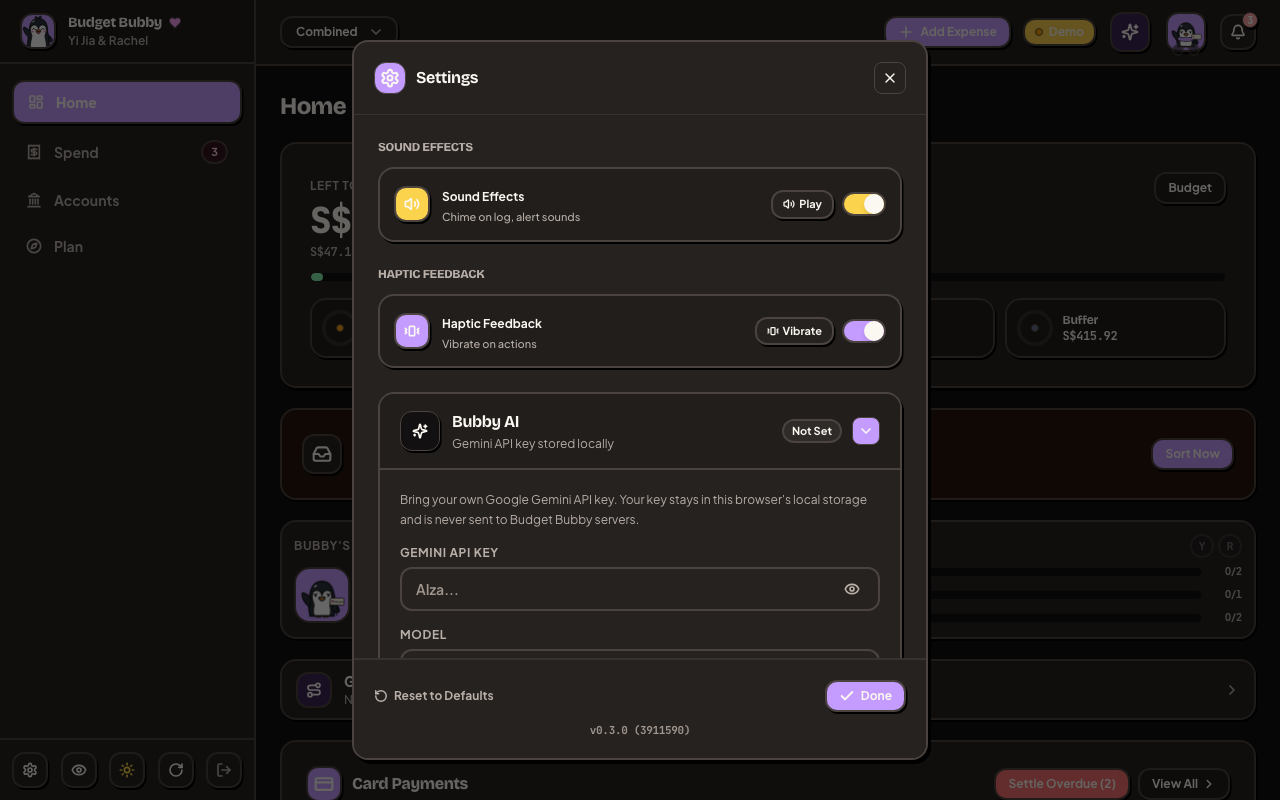 Budget Bubby
Yi Jia & Rachel
Combined
Add Expense
Demo
3
Home
Spend
3
Accounts
Plan
Home
Budget
S$
S$47.1
Buffer
S$415.92
Sort Now
BUBBY'S
Y
R
0/2
0/1
0/2
Card Payments
Settle Overdue (2)
View All
Settings
SOUND EFFECTS
Sound Effects
Chime on log, alert sounds
Play
HAPTIC FEEDBACK
Haptic Feedback
Vibrate on actions
Vibrate
Bubby AI
Gemini API key stored locally
Not Set
Bring your own Google Gemini API key. Your key stays in this browser's local storage
and is never sent to Budget Bubby servers.
GEMINI API KEY
AIza...
MODEL
Reset to Defaults
Done
v0.3.0 (3911590)